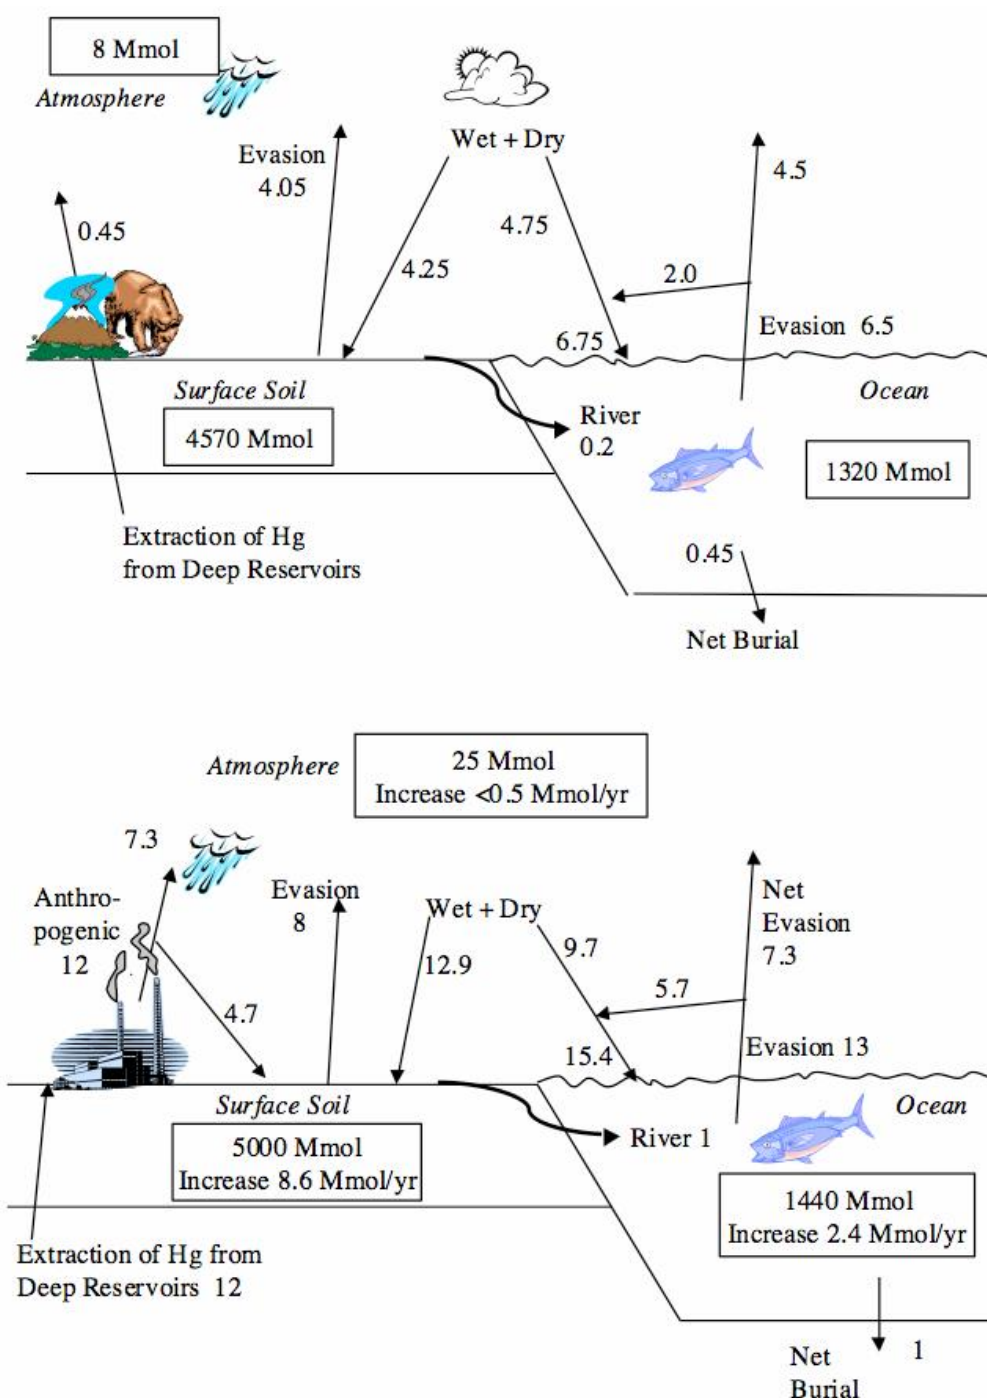 8 Mmol
Atmosphere
Wet + Dry
Evasion
4.05
4.5
0.45
4.75
4.25
2.0
Evasion 6.5
6.75
Surface Soil
4570 Mmol
River
0.2
Ocean
1320 Mmol
Extraction of Hg
from Deep Reservoirs
0.45
Net Burial
Atmosphere
25 Mmol
Increase <0.5 Mmol/yr
7.3
Anthro-
pogenic
12
Evasion
8
Wet + Dry
12.9
9.7
Net
Evasion
7.3
5.7
4.7
15.4
Evasion 13
Surface Soil
5000 Mmol
Increase 8.6 Mmol/yr
River 1
Ocean
1440 Mmol
Increase 2.4 Mmol/yr
Extraction of Hg from
Deep Reservoirs 12
Net
Burial
1